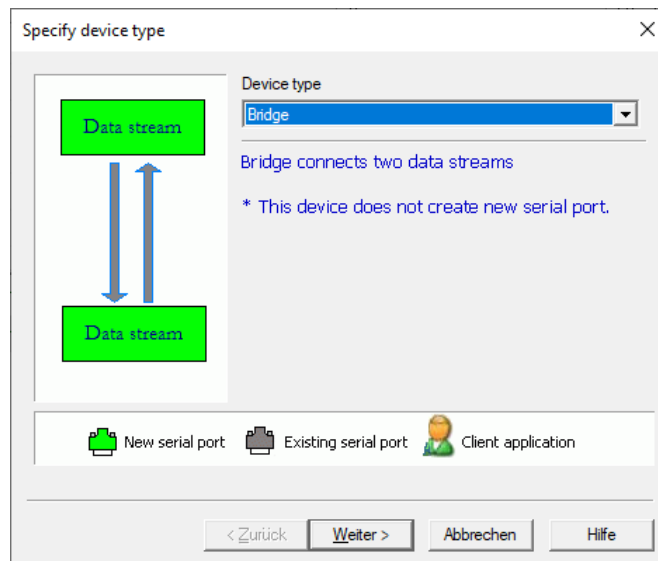 Specify device type
Data stream
Data stream
Device type
Bridge
Bridge connects two data streams
* This device does not create new serial port.
New serial port
Existing serial port
Client application
< Zurück
Weiter >
Abbrechen
Hilfe